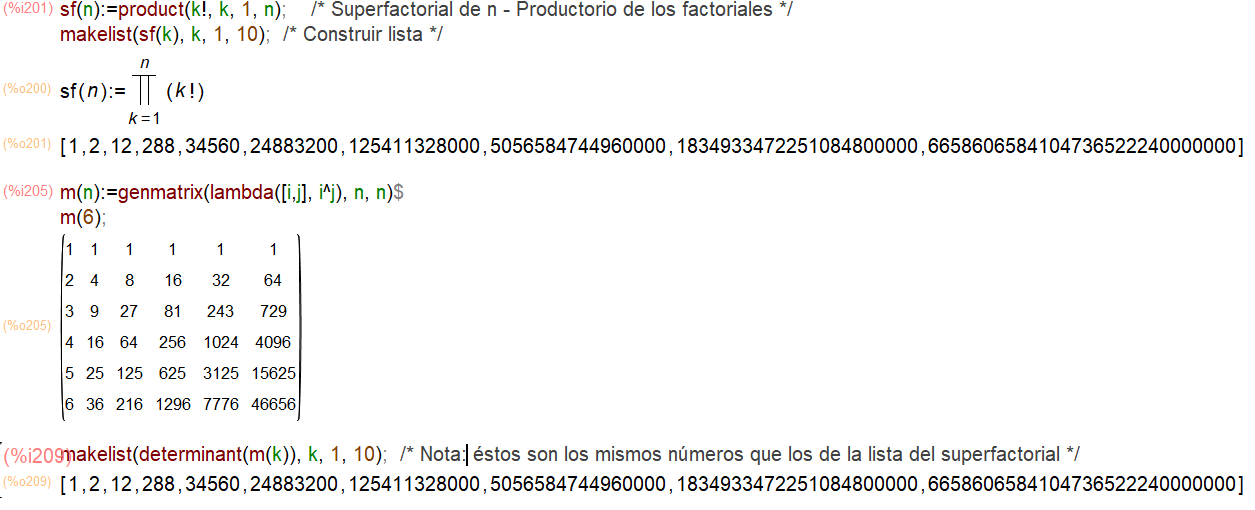 (%i201) sf(n):=product(k!, k, 1, n); /* Superfactorial de n - Productorio de los factoriales */
makelist(sf(k), k, 1, 10); /* Construir lista */
n
(%o200) sf(n):=∏(k!)
k=1
(%o201) [1,2,12,288,34560,24883200,125411328000,5056584744960000,1834933472251084800000,6658606584104736522240000000]
(%i205) m(n):=genmatrix(lambda([i,j], i^j), n, n)$
m(6);
1 1 1 1 1 1
2 4 8 16 32 64
3 9 27 81 243 729
(%o205)
4 16 64 256 1024 4096
5 25 125 625 3125 15625
6 36 216 1296 7776 46656
(%i209) makelist(determinant(m(k)), k, 1, 10); /* Nota: éstos son los mismos números que los de la lista del superfactorial */
(%o209) [1,2,12,288,34560,24883200,125411328000,5056584744960000,1834933472251084800000,6658606584104736522240000000]